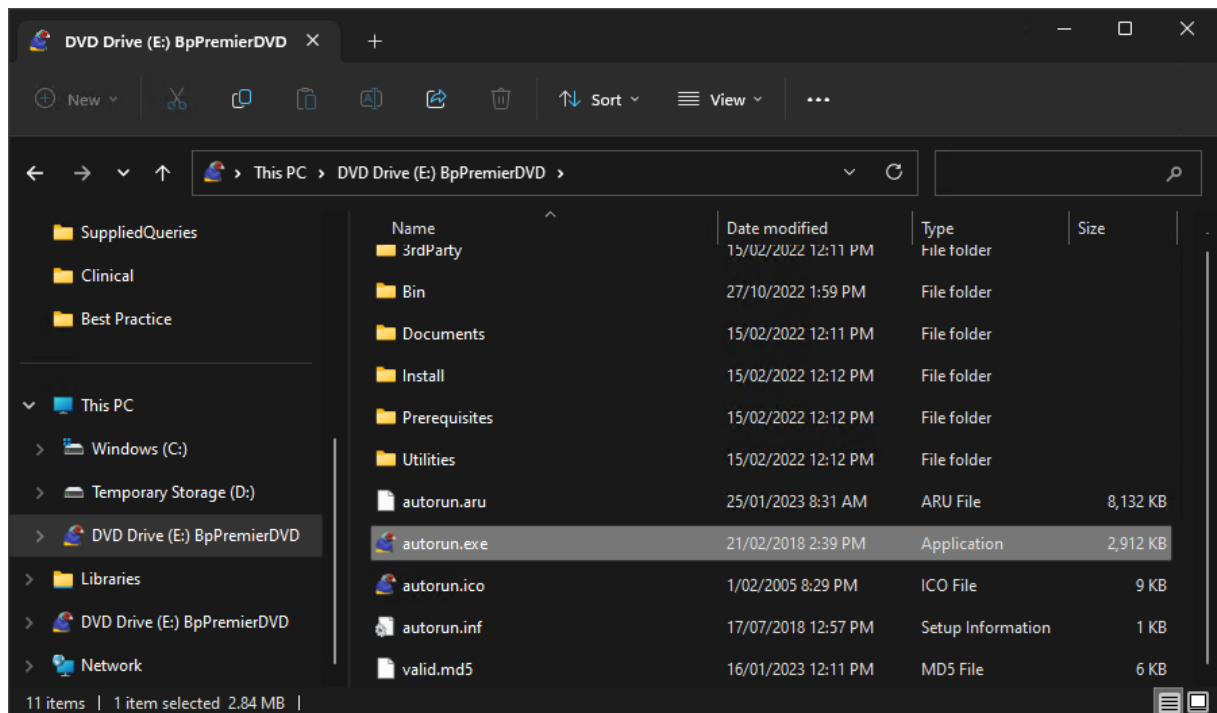 DVD Drive (E:) BpPremierDVD
New
Sort
View
This PC > DVD Drive (E:) BpPremierDVD >
SuppliedQueries
Clinical
Best Practice
This PC
Windows (C:)
Temporary Storage (D:)
DVD Drive (E:) BpPremierDVD
Libraries
DVD Drive (E:) BpPremierDVD
Network
Name Date modified Type Size
3rdParty 15/02/2022 12:11 PM File folder
Bin 27/10/2022 1:59 PM File folder
Documents 15/02/2022 12:11 PM File folder
Install 15/02/2022 12:12 PM File folder
Prerequisites 15/02/2022 12:12 PM File folder
Utilities 15/02/2022 12:12 PM File folder
autorun.aru 25/01/2023 8:31 AM ARU File 8,132 KB
autorun.exe 21/02/2018 2:39 PM Application 2,912 KB
autorun.ico 1/02/2005 8:29 PM ICO File 9 KB
autorun.inf 17/07/2018 12:57 PM Setup Information 1 KB
valid.md5 16/01/2023 12:11 PM MD5 File 6 KB
11 items | 1 item selected 2.84 MB |